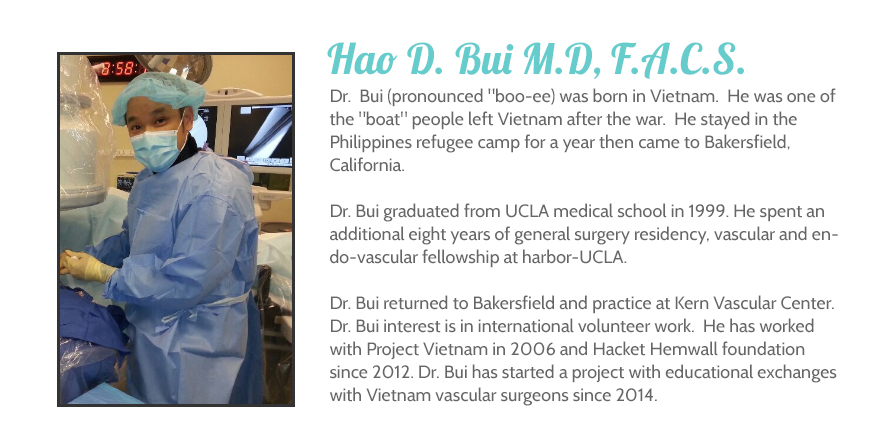 8:58
Hao D. Bui M.D, F.A.C.S.
Dr.  Bui (pronounced "boo-ee) was born in Vietnam.  He was one of
the "boat" people left Vietnam after the war.  He stayed in the
Philippines refugee camp for a year then came to Bakersfield,
California.
Dr. Bui graduated from UCLA medical school in 1999. He spent an
additional eight years of general surgery residency, vascular and en-
do-vascular fellowship at harbor-UCLA.
Dr. Bui returned to Bakersfield and practice at Kern Vascular Center.
Dr. Bui interest is in international volunteer work.  He has worked
with Project Vietnam in 2006 and Hacket Hemwall foundation
since 2012. Dr. Bui has started a project with educational exchanges
with Vietnam vascular surgeons since 2014.